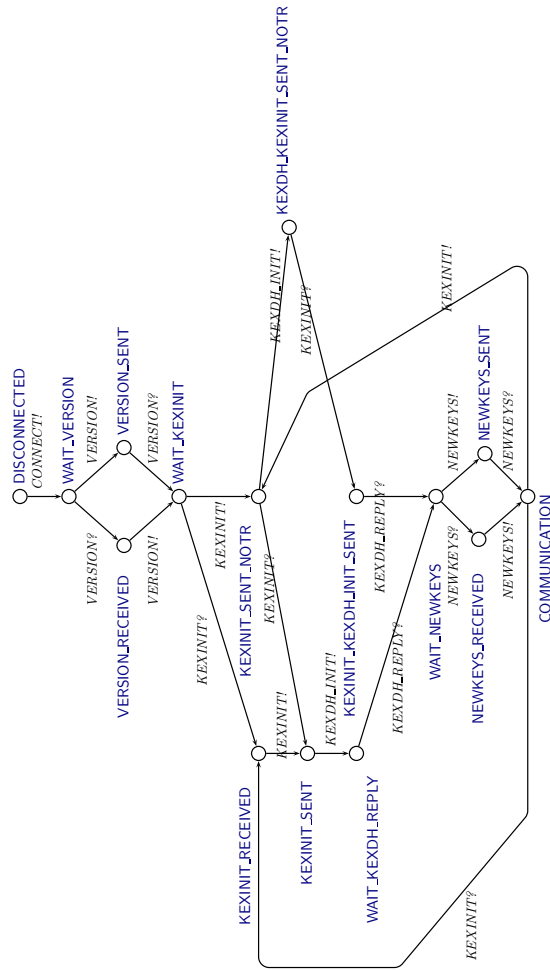 DISCONNECTED
CONNECT!
WAIT_VERSION
VERSION?
VERSION!
VERSION_RECEIVED
VERSION_SENT
VERSION!
VERSION?
WAIT_KEXINIT
KEXINIT?
KEXINIT!
KEXINIT_RECEIVED
KEXINIT_SENT_NOTR
KEXDH_INIT!
KEXDH_KEXINIT_SENT_NOTR
KEXINIT!
KEXINIT?
KEXINIT?
KEXINIT_SENT
KEXDH_INIT!
KEXINIT_KEXDH_INIT_SENT
WAIT_KEXDH_REPLY
KEXDH_REPLY?
KEXDH_REPLY?
WAIT_NEWKEYS
KEXINIT!
NEWKEYS?
NEWKEYS!
NEWKEYS_RECEIVED
NEWKEYS_SENT
NEWKEYS!
NEWKEYS?
COMMUNICATION
KEXINIT?